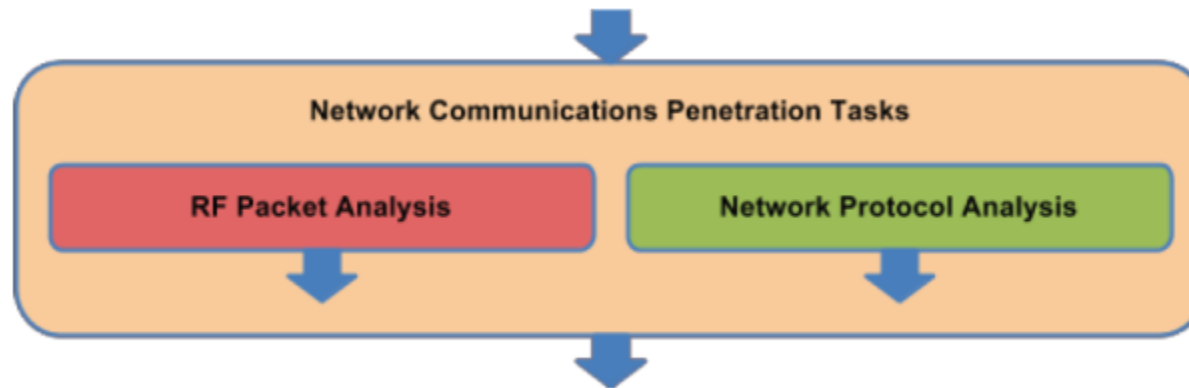 Network Communications Penetration Tasks
RF Packet Analysis
Network Protocol Analysis